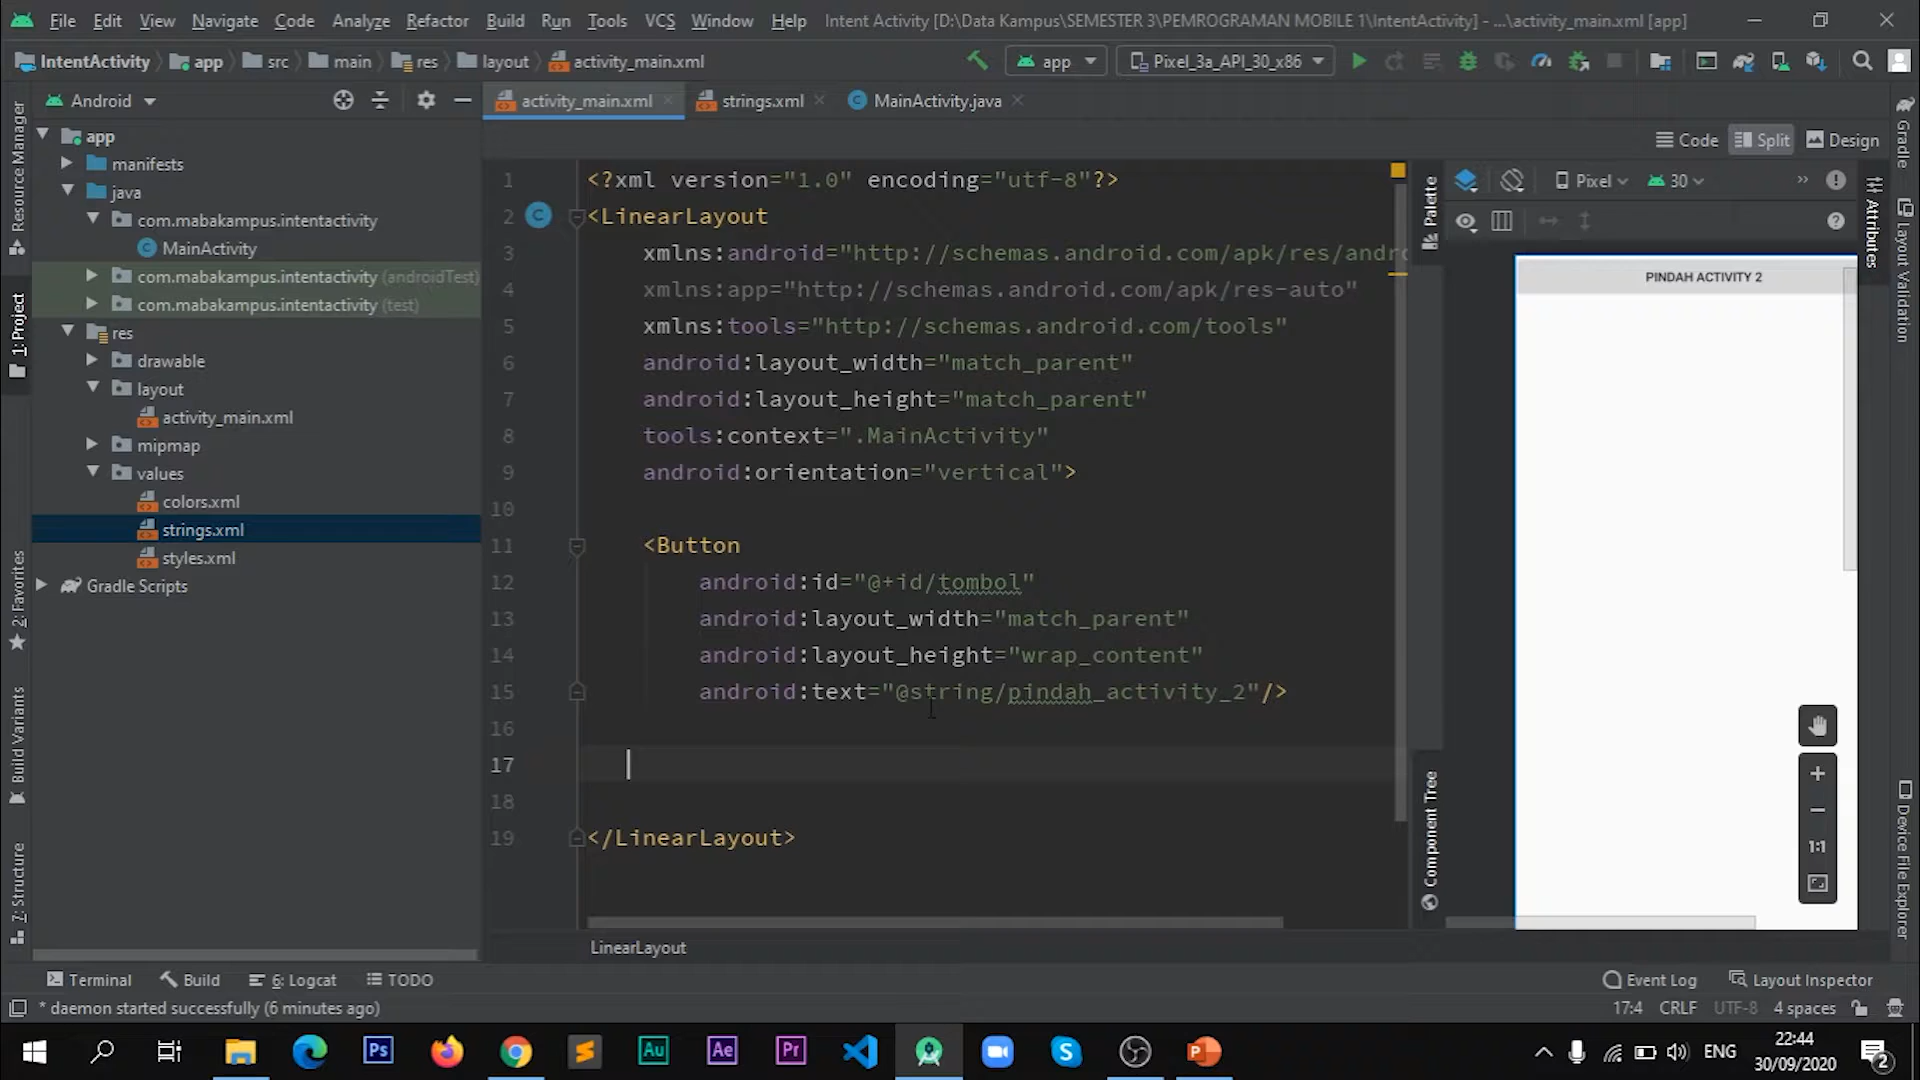 File Edit View Navigate Code Analyze Refactor Build Run Tools VCS Window Help Intent Activity [D:\Data Kampus\SEMESTER 3\PEMROGRAMAN MOBILE 1\IntentActivity] - ...\activity_main.xml [app]
IntentActivity app src main res layout activity_main.xml app Pixel_3a_API_30_x86
Android activity_main.xml strings.xml MainActivity.java
Code Split Design
Resource Manager
1: Project
2: Favorites
Build Variants
7: Structure
app
manifests
java
com.mabakampus.intentactivity
MainActivity
com.mabakampus.intentactivity (androidTest)
com.mabakampus.intentactivity (test)
res
drawable
layout
activity_main.xml
mipmap
values
colors.xml
strings.xml
styles.xml
Gradle Scripts
1 <?xml version="1.0" encoding="utf-8"?>
2 <LinearLayout
3 xmlns:android="http://schemas.android.com/apk/res/andro
4 xmlns:app="http://schemas.android.com/apk/res-auto"
5 xmlns:tools="http://schemas.android.com/tools"
6 android:layout_width="match_parent"
7 android:layout_height="match_parent"
8 tools:context=".MainActivity"
9 android:orientation="vertical">
10
11 <Button
12 android:id="@+id/tombol"
13 android:layout_width="match_parent"
14 android:layout_height="wrap_content"
15 android:text="@string/pindah_activity_2"/>
16
17
18
19 </LinearLayout>
LinearLayout
Palette
Component Tree
Pixel 30
PINDAH ACTIVITY 2
1:1
Gradle
Attributes
Layout Validation
Device File Explorer
Terminal Build 6: Logcat TODO Event Log Layout Inspector
* daemon started successfully (6 minutes ago) 17:4 CRLF UTF-8 4 spaces
Ps Au Ae Pr ENG 22:44
30/09/2020 2